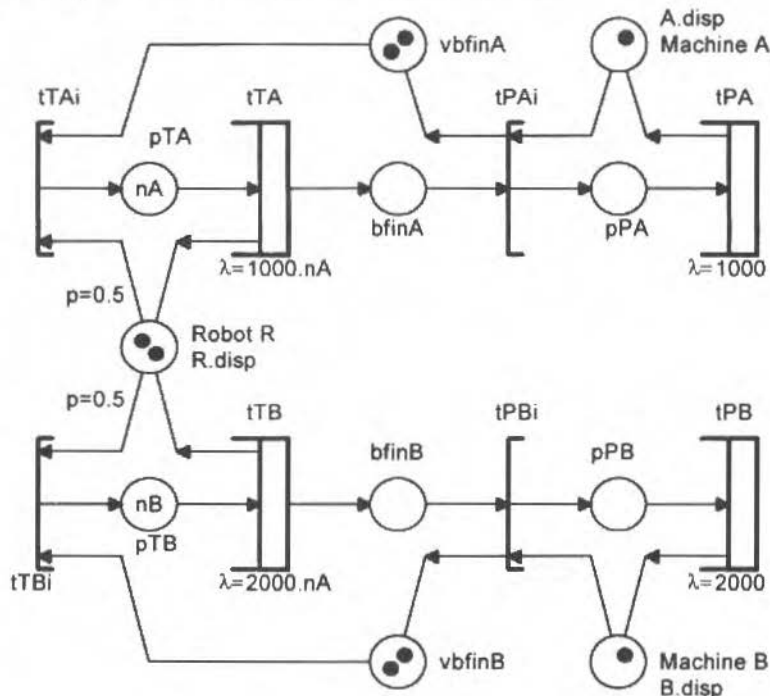 A.disp
vbfinA
Machine A
tTAi
tTA
tPAi
tPA
pTA
nA
bfinA
pPA
λ=1000.nA
λ=1000
p=0.5
Robot R
R.disp
p=0.5
tTB
tPBi
tPB
bfinB
pPB
nB
pTB
tTBi
λ=2000.nA
λ=2000
vbfinB
Machine B
B.disp